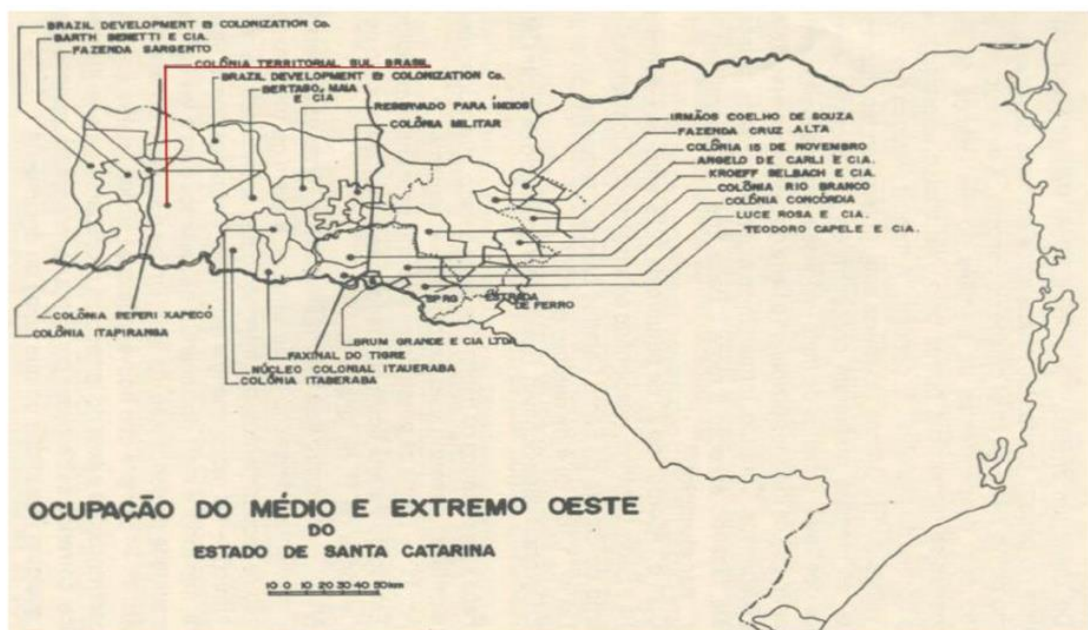 BRAZIL DEVELOPMENT & COLONIZATION Co.
BARTH BENETTI E CIA.
FAZENDA SARGENTO
COLÔNIA TERRITORIAL SUL BRASIL
BRAZIL DEVELOPMENT & COLONIZATION Co.
BERTASO, MAIA
E CIA
RESERVADO PARA ÍNDIOS
COLÔNIA MILITAR
IRMÃOS COELHO DE SOUZA
FAZENDA CRUZ ALTA
COLÔNIA 15 DE NOVEMBRO
ANGELO DE CARLI E CIA.
KROEFF SELBACH E CIA.
COLÔNIA RIO BRANCO
COLÔNIA CONCÓRDIA
LUCE ROSA E CIA.
TEODORO CAPELE E CIA.
SPRG
ESTRADA
DE FERRO
COLÔNIA PEPERI XAPECÓ
COLÔNIA ITAPIRANGA
BRUM GRANDE E CIA LTDA
FAXINAL DO TIGRE
NÚCLEO COLONIAL ITAUERABA
COLÔNIA ITABERABA
OCUPAÇÃO DO MÉDIO E EXTREMO OESTE
DO
ESTADO DE SANTA CATARINA
10 0 10 20 30 40 50km